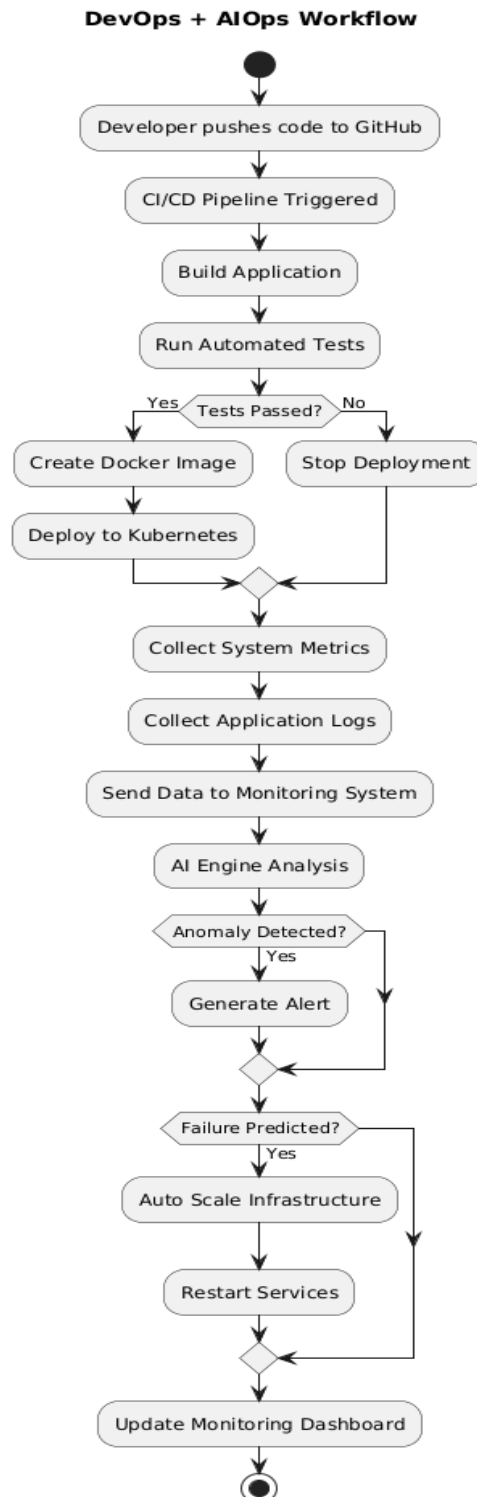 DevOps + AIOps Workflow
Developer pushes code to GitHub
CI/CD Pipeline Triggered
Build Application
Run Automated Tests
Yes
Tests Passed?
No
Create Docker Image
Stop Deployment
Deploy to Kubernetes
Collect System Metrics
Collect Application Logs
Send Data to Monitoring System
AI Engine Analysis
Anomaly Detected?
Yes
Generate Alert
Failure Predicted?
Yes
Auto Scale Infrastructure
Restart Services
Update Monitoring Dashboard